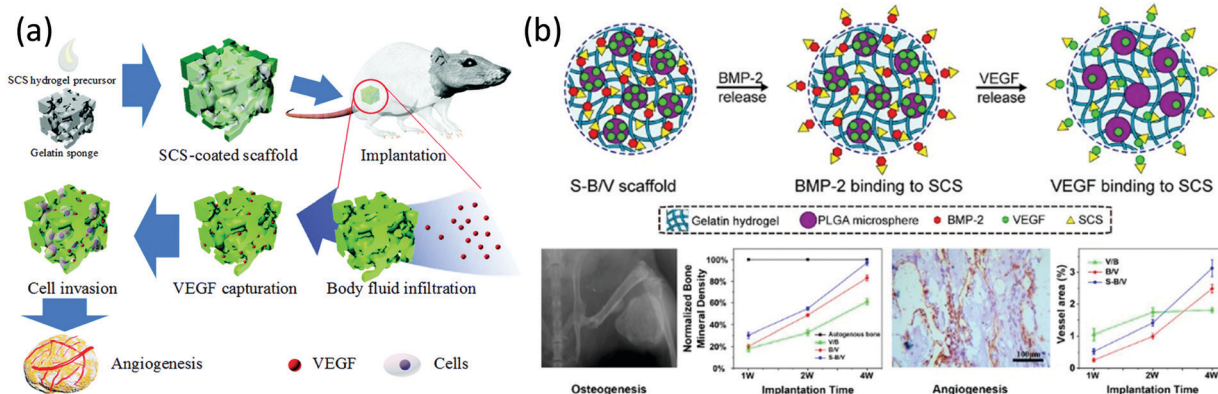 (a)
SCS hydrogel precursor
Gelatin sponge
SCS-coated scaffold
Implantation
Cell invasion
VEGF capturation
Body fluid infiltration
Angiogenesis
VEGF
Cells
(b)
BMP-2
release
VEGF
release
S-B/V scaffold
BMP-2 binding to SCS
VEGF binding to SCS
Gelatin hydrogel
PLGA microsphere
BMP-2
VEGF
SCS
Osteogenesis
Normalized Bone
Mineral Density
100%
80%
60%
40%
20%
0%
Autogenous bone
V/B
B/V
S-B/V
1W
2W
4W
Implantation Time
100μm
Angiogenesis
Vessel area (%)
3
2
1
0
V/B
B/V
S-B/V
1W
2W
4W
Implantation Time